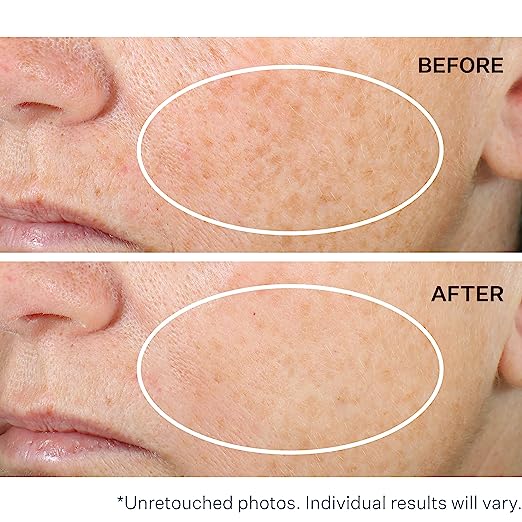 BEFORE
AFTER
*Unretouched photos. Individual results will vary.